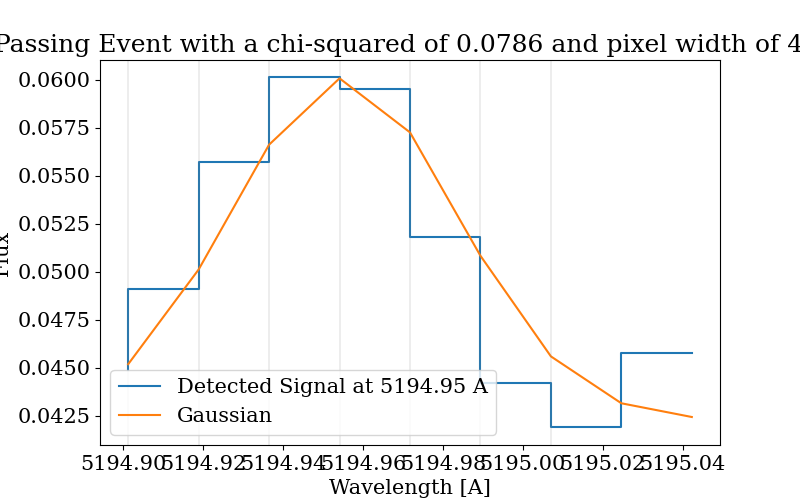 Passing Event with a chi-squared of 0.0786 and pixel width of 4
0.0600
0.0575
0.0550
0.0525
0.0500
0.0475
0.0450
0.0425
Flux
Detected Signal at 5194.95 A
Gaussian
5194.90 5194.92 5194.94 5194.96 5194.98 5195.00 5195.02 5195.04
Wavelength [A]